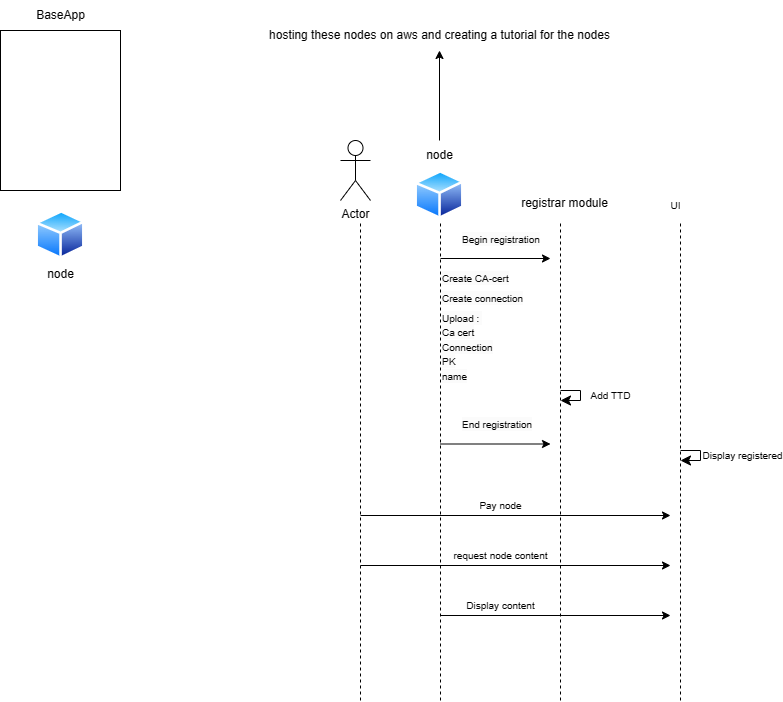 BaseApp
hosting these nodes on aws and creating a tutorial for the nodes
node
Actor
registrar module
UI
node
Begin registration
Create CA-cert
Create connection
Upload :
Ca cert
Connection
PK
name
Add TTD
End registration
Display registered
Pay node
request node content
Display content